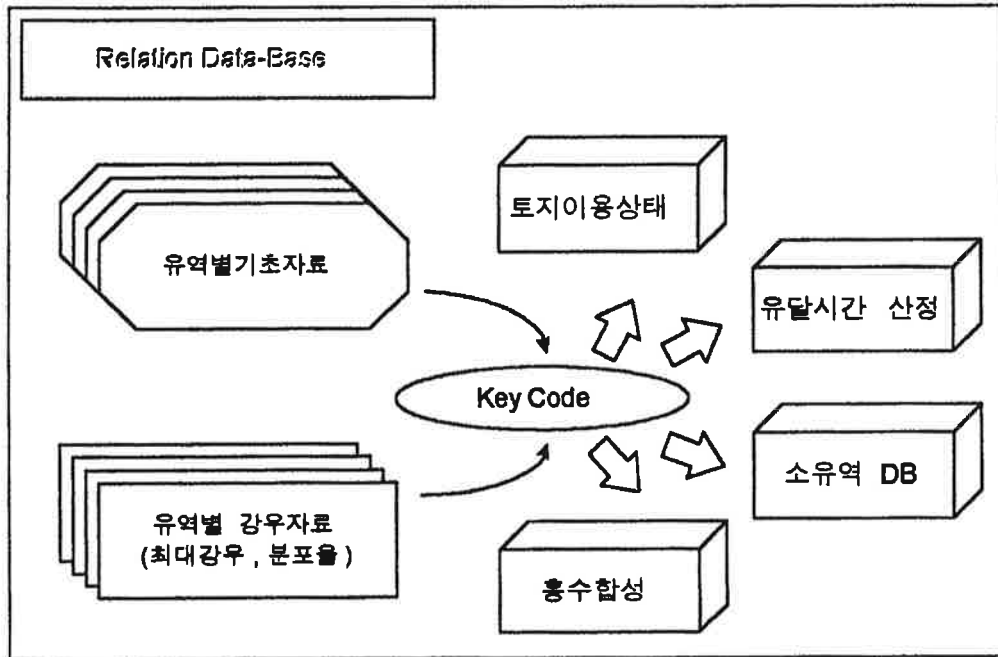 Relation Data-Base
토지이용상태
유역별기초자료
유달시간 산정
Key Code
소유역 DB
유역별 강우자료
(최대강우 , 분포율)
홍수합성